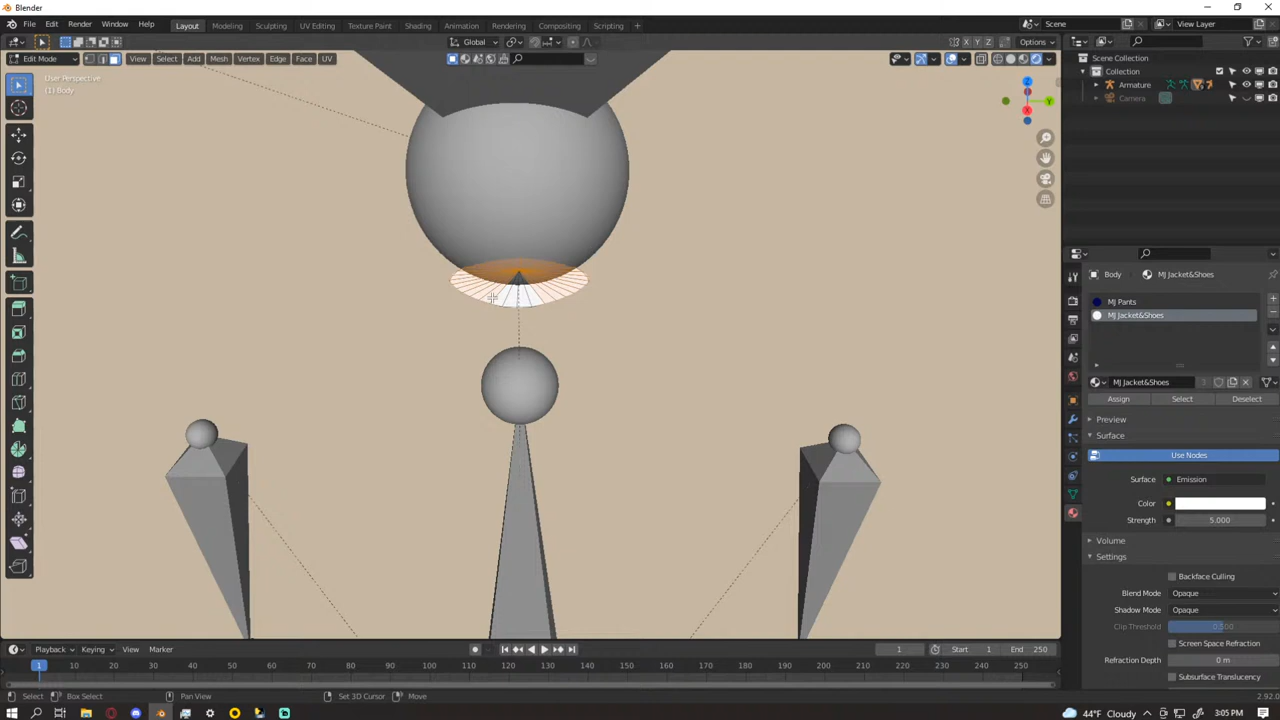 Blender
File Edit Render Window Help Layout Modeling Sculpting UV Editing Texture Paint Shading Animation Compositing Rendering Scripting + Scene View Layer
Global Options
Edit Mode View Select Add Mesh Vertex Edge Face UV
User Perspective
(1) Body
Scene Collection
Collection
Armature
Camera
Body MJ Jacket&Shoes
MJ Pants
MJ Jacket&Shoes
MJ Jacket&Shoes 3
Assign Select Deselect
Preview
Surface
Use Nodes
Surface Emission
Color
Strength 5.000
Volume
Settings
Backface Culling
Blend Mode Opaque
Shadow Mode Opaque
Clip Threshold 0.500
Screen Space Refraction
Refraction Depth 0 m
Subsurface Translucency
Playback Keying View Marker 1 Start 1 End 250
1 10 20 30 40 50 60 70 80 90 100 110 120 130 140 150 160 170 180 190 200 210 220 230 240 250
Select Box Select Pan View Set 3D Cursor Move 2.92.0
44°F Cloudy 3:05 PM